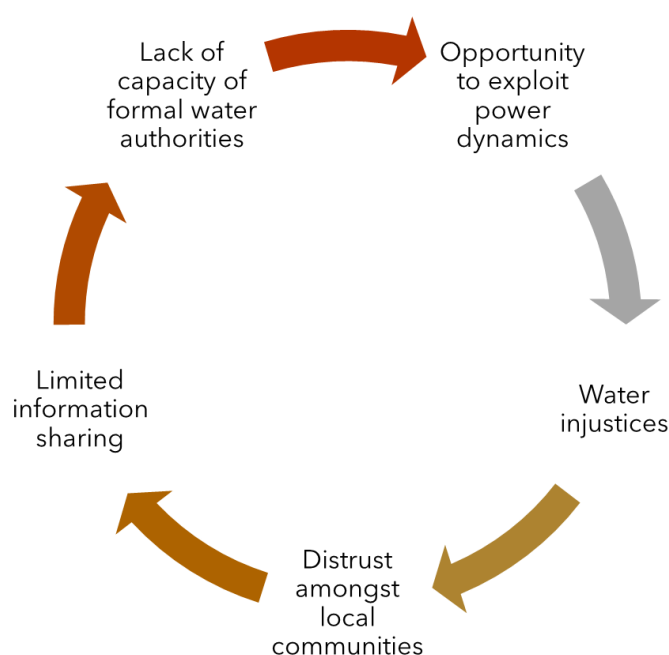 Lack of
capacity of
formal water
authorities
Opportunity
to exploit
power
dynamics
Water
injustices
Distrust
amongst
local
communities
Limited
information
sharing